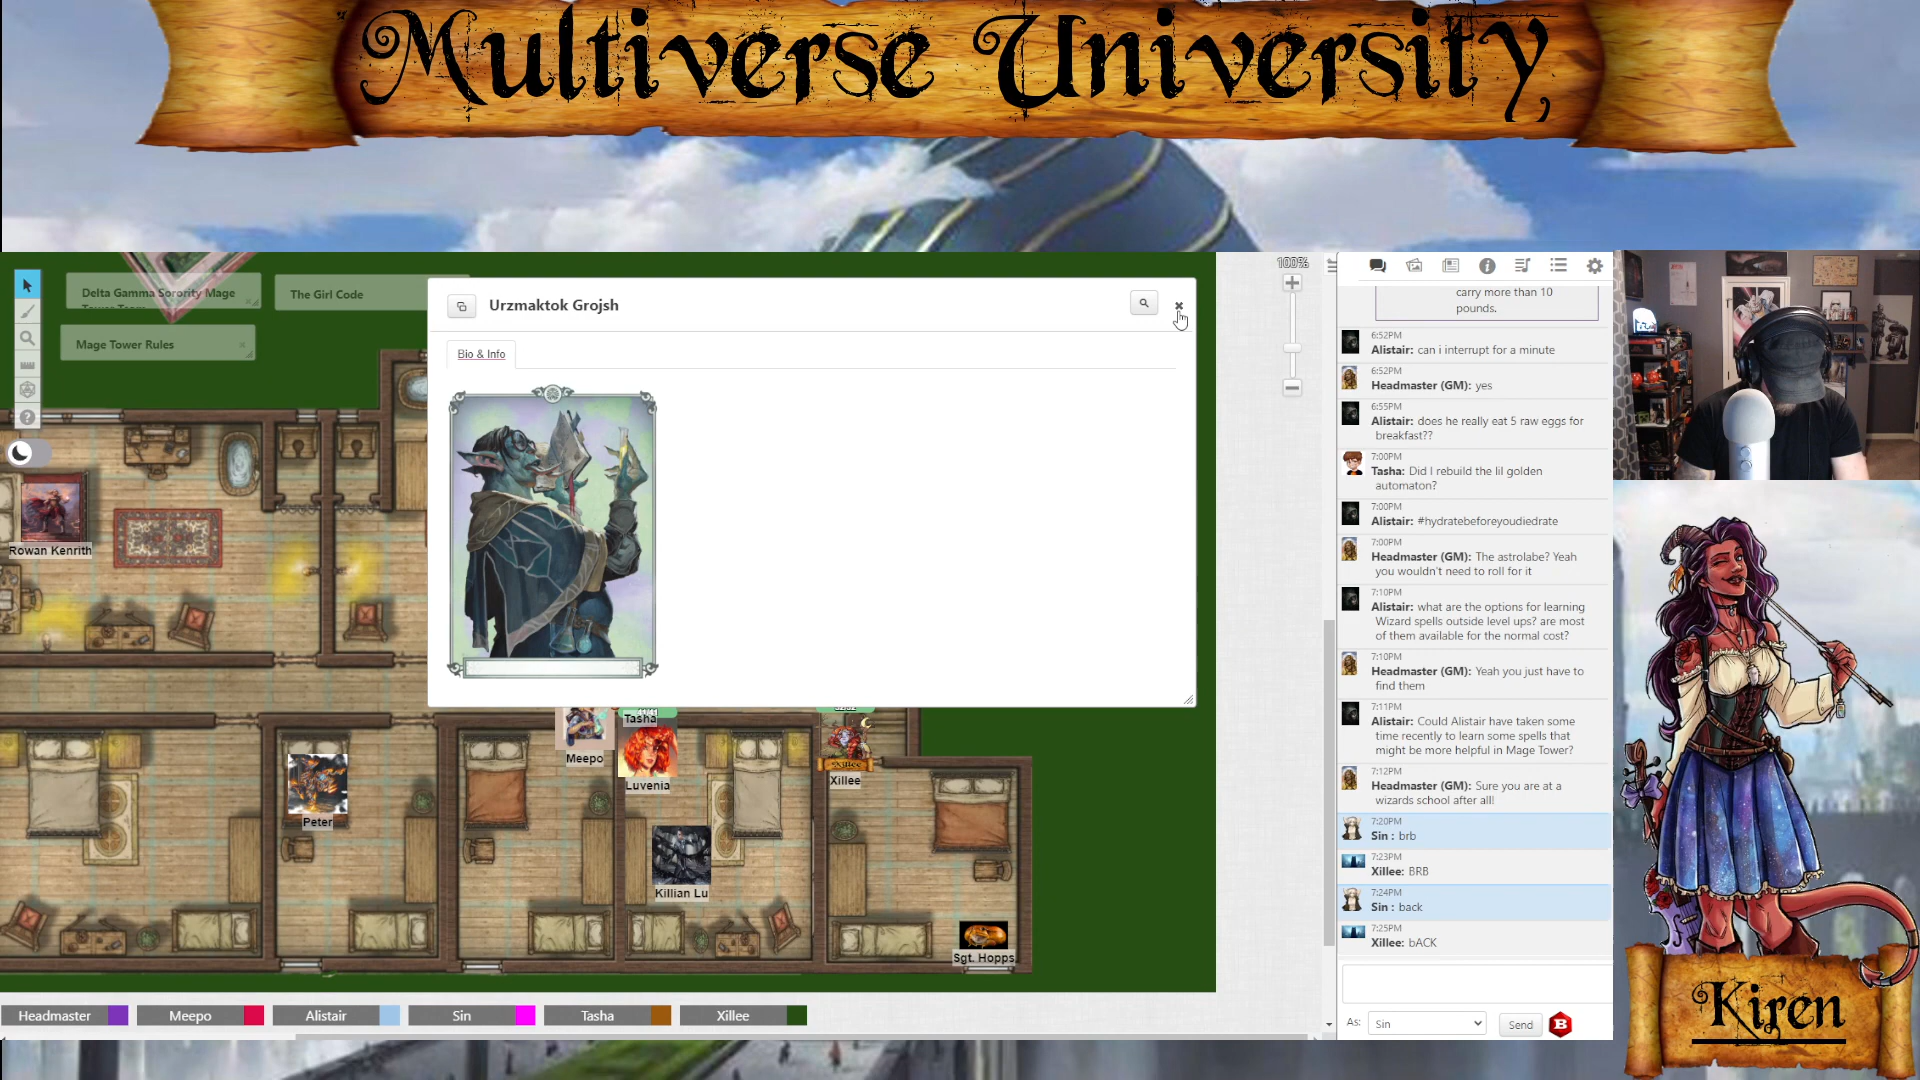 Multiverse University
Delta Gamma Sorority Mage
The Girl Code
Mage Tower Rules
Urzmaktok Grojsh
Bio & Info
100%
Rowan Kenrith
Peter
Meepo
Tasha
Luvenia
Killian Lu
Xillee
Xillee
Sgt. Hopps
Headmaster
Meepo
Alistair
Sin
Tasha
Xillee
carry more than 10
pounds.
6:52PM
Alistair: can i interrupt for a minute
6:52PM
Headmaster (GM): yes
6:55PM
Alistair: does he really eat 5 raw eggs for
breakfast??
7:00PM
Tasha: Did I rebuild the lil golden
automaton?
7:00PM
Alistair: #hydratebeforeyoudiedrate
7:00PM
Headmaster (GM): The astrolabe? Yeah
you wouldn't need to roll for it
7:10PM
Alistair: what are the options for learning
Wizard spells outside level ups? are most
of them available for the normal cost?
7:10PM
Headmaster (GM): Yeah you just have to
find them
7:11PM
Alistair: Could Alistair have taken some
time recently to learn some spells that
might be more helpful in Mage Tower?
7:12PM
Headmaster (GM): Sure you are at a
wizards school after all!
7:20PM
Sin : brb
7:23PM
Xillee: BRB
7:24PM
Sin : back
7:25PM
Xillee: bACK
As:
Sin
Send
B
Kiren